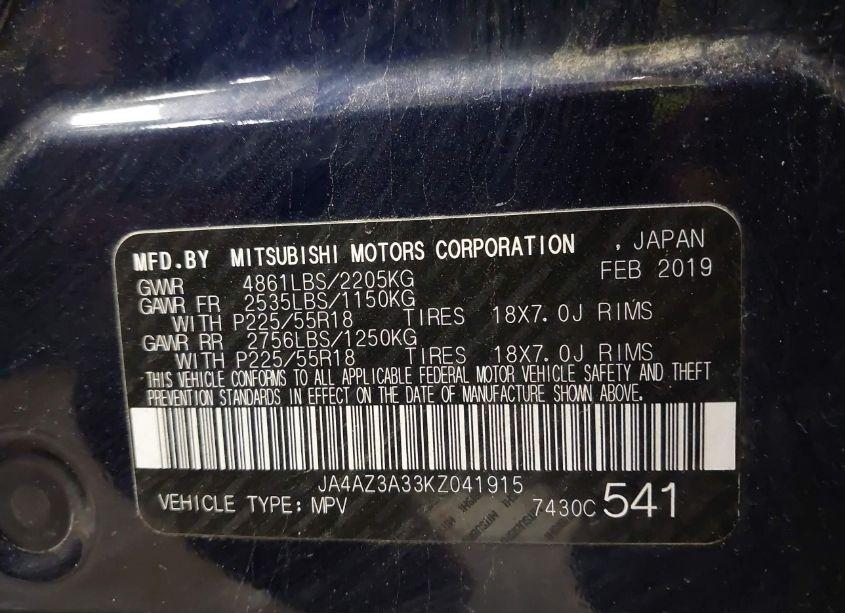 MFD.BY MITSUBISHI MOTORS CORPORATION , JAPAN
GVWR 4861LBS/2205KG FEB 2019
GAWR FR 2535LBS/1150KG
WITH P225/55R18 TIRES 18X7.0J RIMS
GAWR RR 2756LBS/1250KG
WITH P225/55R18 TIRES 18X7.0J RIMS
THIS VEHICLE CONFORMS TO ALL APPLICABLE FEDERAL MOTOR VEHICLE SAFETY AND THEFT
PREVENTION STANDARDS IN EFFECT ON THE DATE OF MANUFACTURE SHOWN ABOVE.
JA4AZ3A33KZ041915
VEHICLE TYPE: MPV 7430C 541